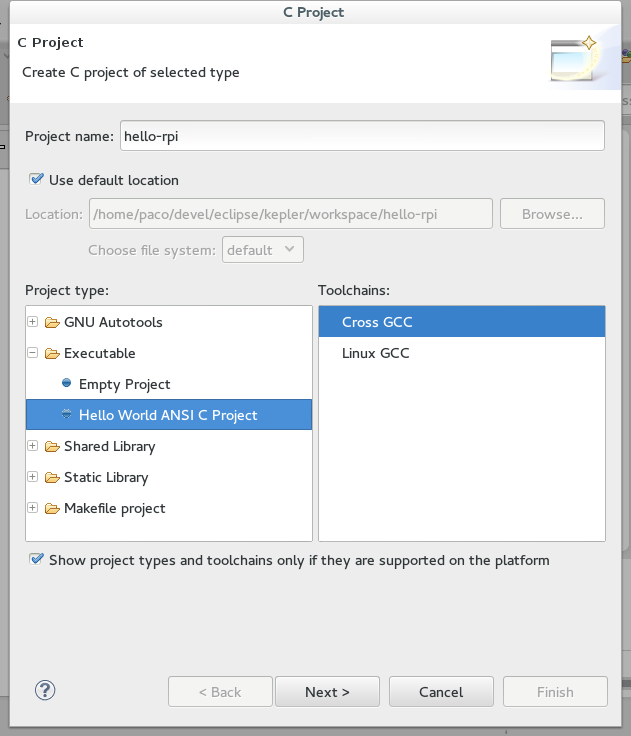 C Project
C Project
Create C project of selected type
Project name: hello-rpi
Use default location
Location: /home/paco/devel/eclipse/kepler/workspace/hello-rpi Browse...
Choose file system: default
Project type: Toolchains:
GNU Autotools Cross GCC
Executable Linux GCC
Empty Project
Hello World ANSI C Project
Shared Library
Static Library
Makefile project
Show project types and toolchains only if they are supported on the platform
< Back Next > Cancel Finish